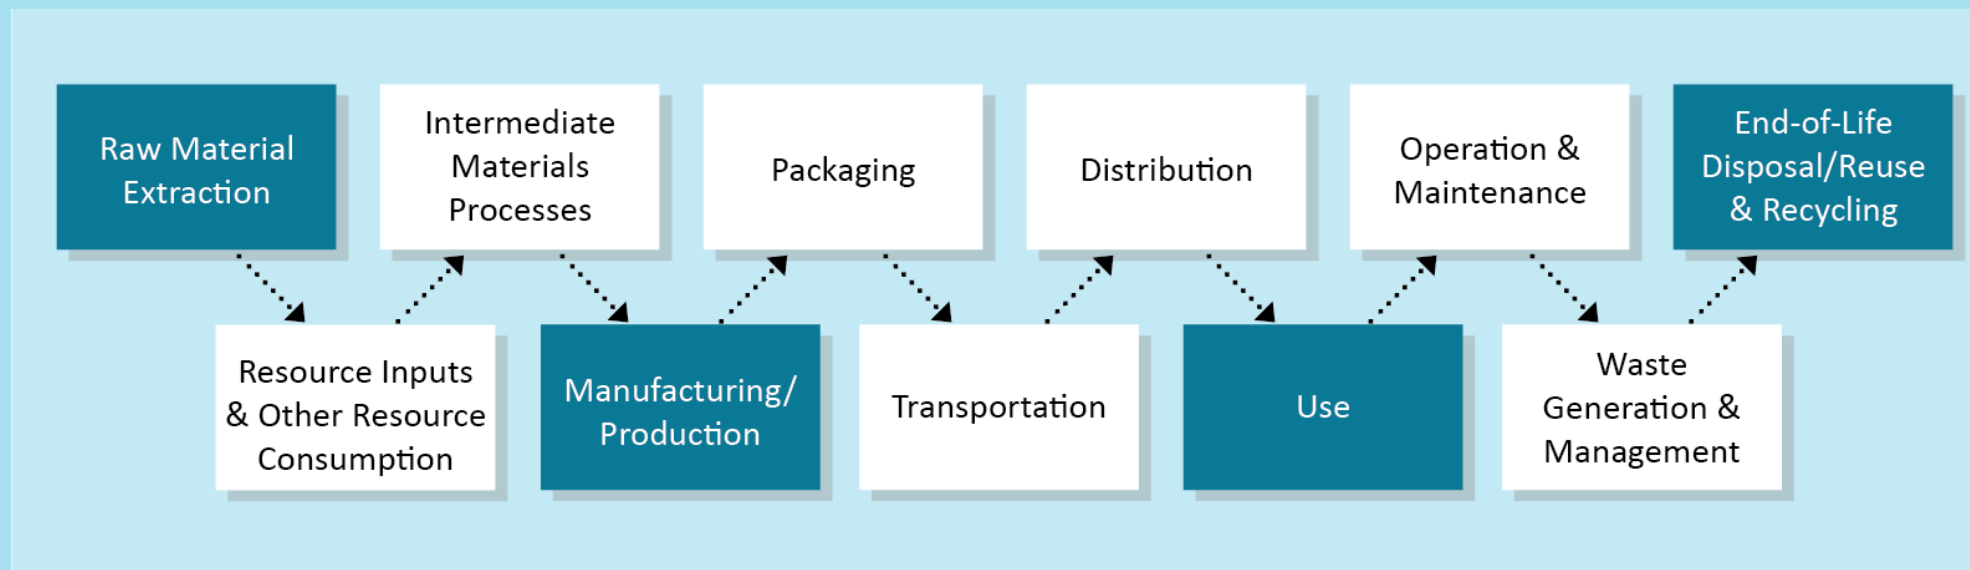 Raw Material
Extraction
Resource Inputs
& Other Resource
Consumption
Intermediate
Materials
Processes
Manufacturing/
Production
Packaging
Transportation
Distribution
Use
Operation &
Maintenance
Waste
Generation &
Management
End-of-Life
Disposal/Reuse
& Recycling